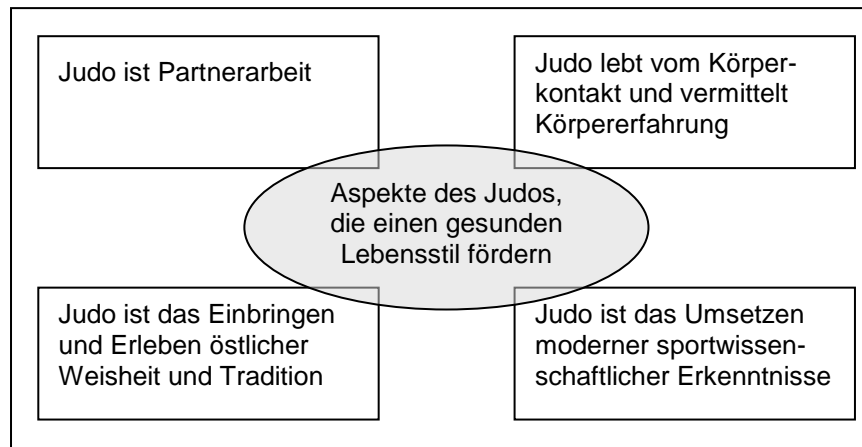 Judo ist Partnerarbeit
Judo lebt vom Körper-
kontakt und vermittelt
Körpererfahrung
Aspekte des Judos,
die einen gesunden
Lebensstil fördern
Judo ist das Einbringen
und Erleben östlicher
Weisheit und Tradition
Judo ist das Umsetzen
moderner sportwissen-
schaftlicher Erkenntnisse